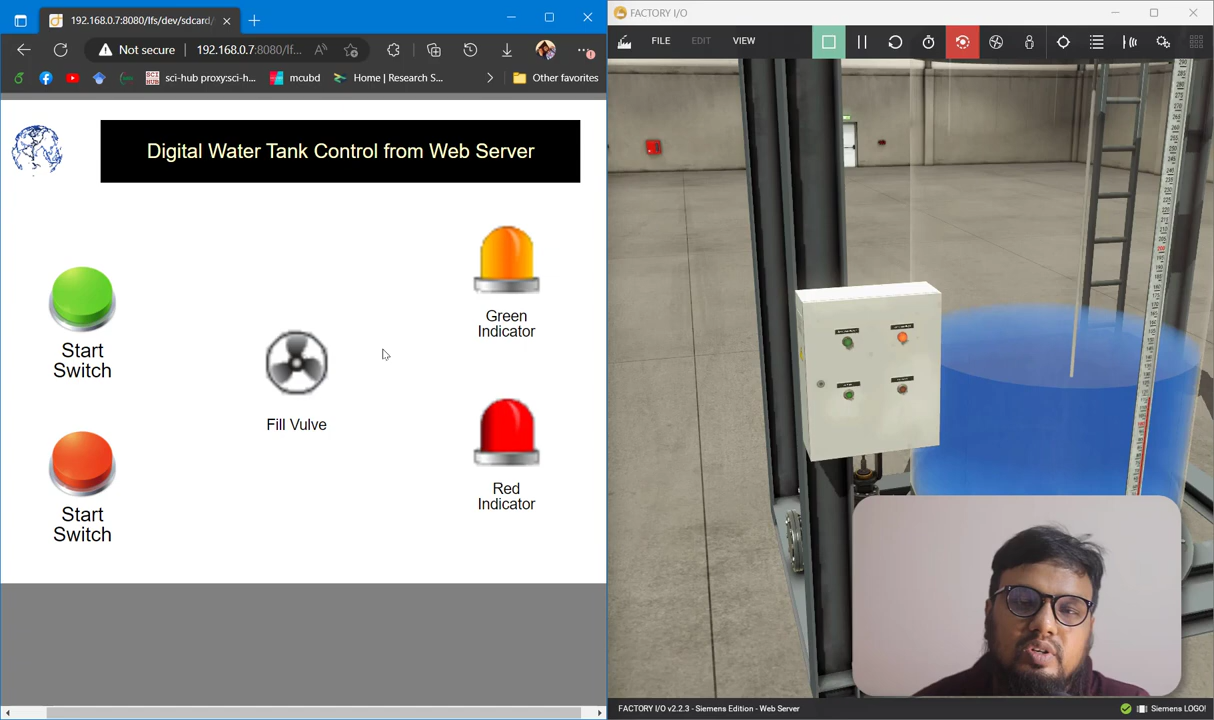 192.168.0.7:8080/lfs/dev/sdcard/
Not secure
192.168.0.7:8080/lf...
sci-hub proxy:sci-h...
mcubd
Home | Research S...
Other favorites
Digital Water Tank Control from Web Server
Start
Switch
Start
Switch
Fill Vulve
Green
Indicator
Red
Indicator
FACTORY I/O
FILE
EDIT
VIEW
FACTORY I/O v2.2.3 - Siemens Edition - Web Server
Siemens LOGO!